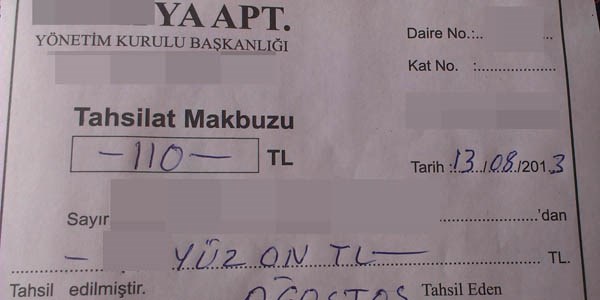 YA APT.
YÖNETİM KURULU BAŞKANLIĞI
Daire No.:..
Kat No. :................
Tahsilat Makbuzu
-110- TL
Tarih :13../08./2013
Sayın
..................'dan
- YÜZ ON TL- ........ TL.
Tahsil edilmiştir. AĞOSTOS Tahsil Eden